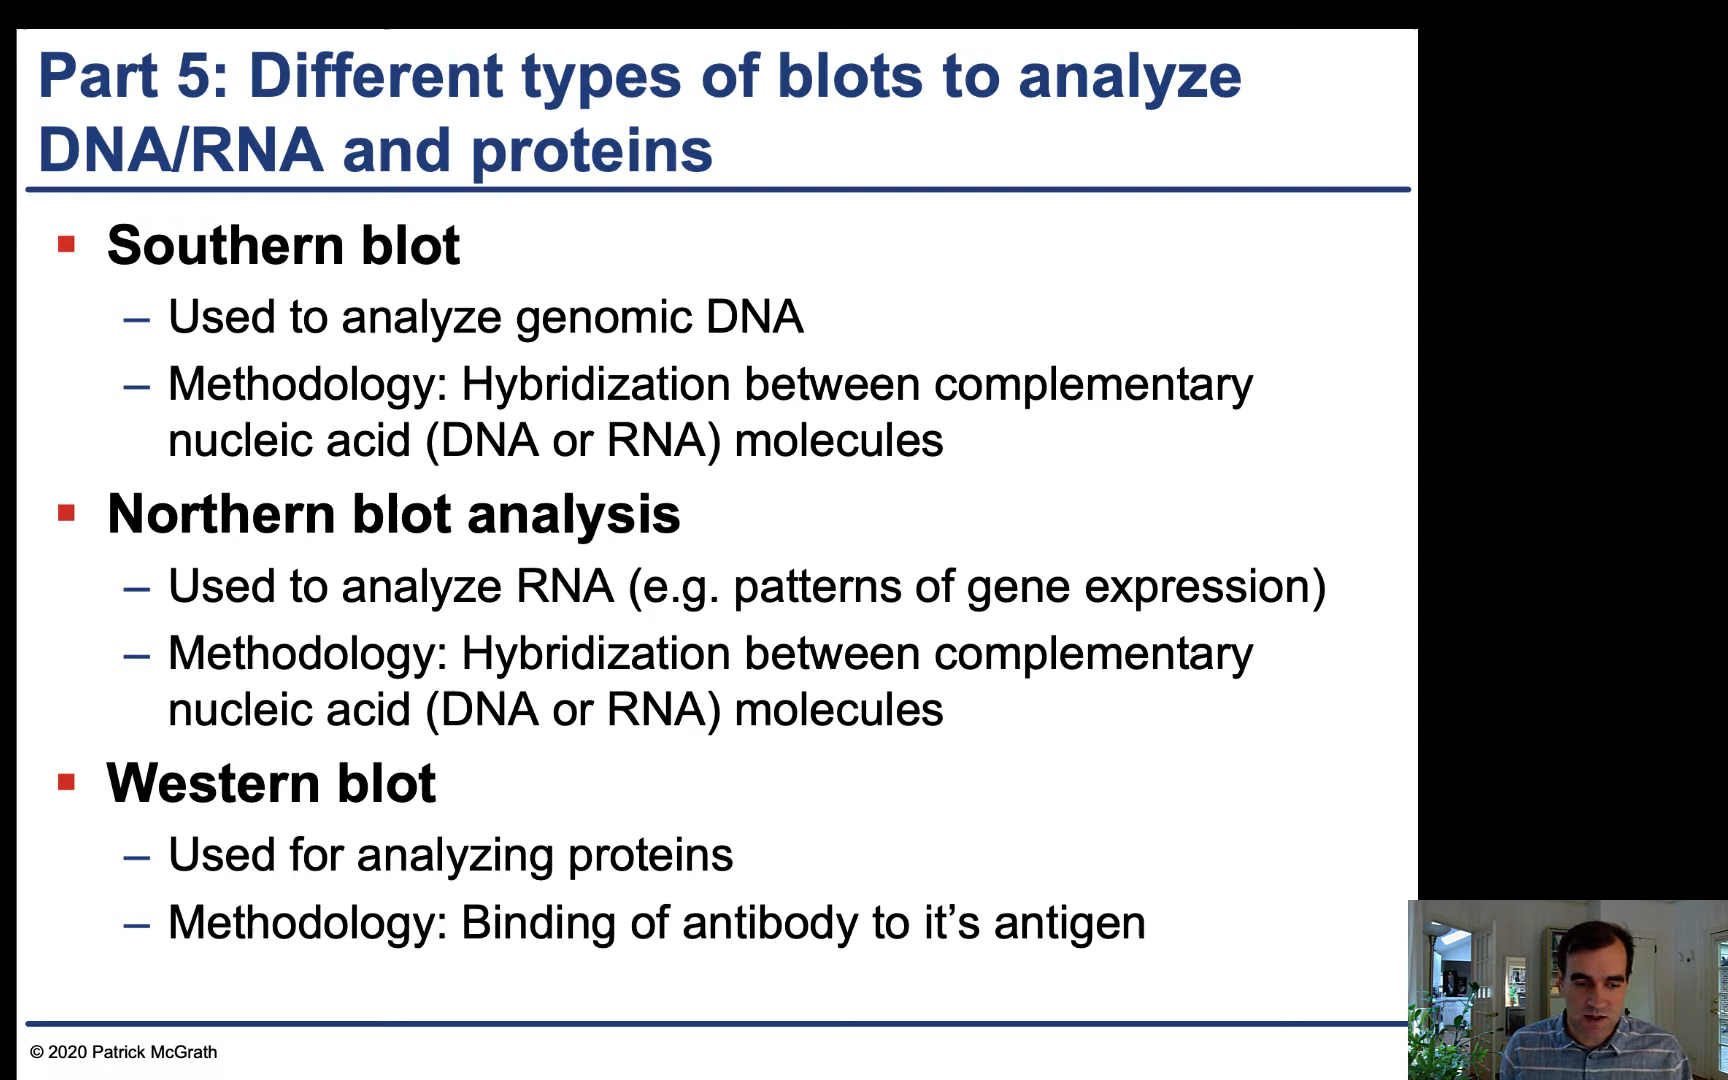 Part 5: Different types of blots to analyze
DNA/RNA and proteins
▪ Southern blot
– Used to analyze genomic DNA
– Methodology: Hybridization between complementary
nucleic acid (DNA or RNA) molecules
▪ Northern blot analysis
– Used to analyze RNA (e.g. patterns of gene expression)
– Methodology: Hybridization between complementary
nucleic acid (DNA or RNA) molecules
▪ Western blot
– Used for analyzing proteins
– Methodology: Binding of antibody to it’s antigen
© 2020 Patrick McGrath